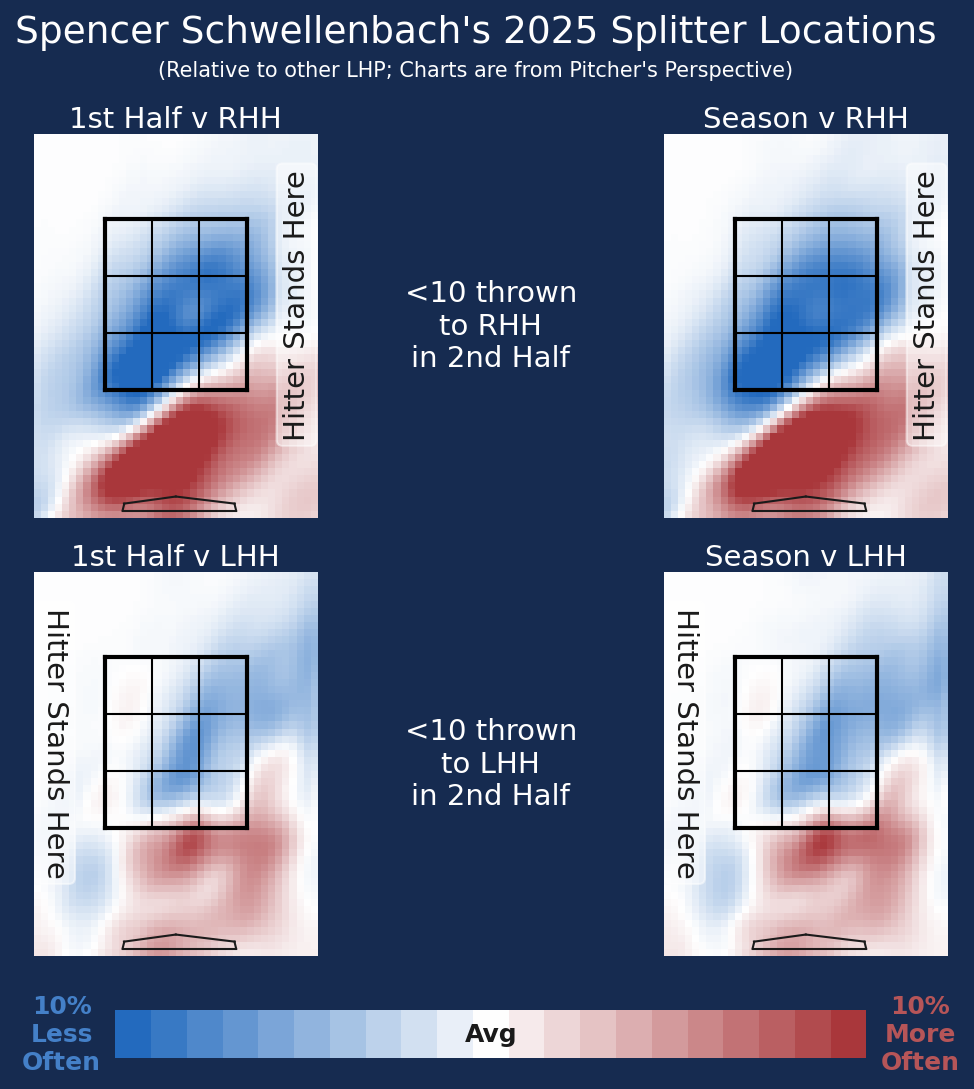 Spencer Schwellenbach's 2025 Splitter Locations
(Relative to other LHP; Charts are from Pitcher's Perspective)
1st Half v RHH
Season v RHH
Hitter Stands Here
<10 thrown
to RHH
in 2nd Half
Hitter Stands Here
1st Half v LHH
Season v LHH
Hitter Stands Here
<10 thrown
to LHH
in 2nd Half
Hitter Stands Here
10%
Less
Often
Avg
10%
More
Often